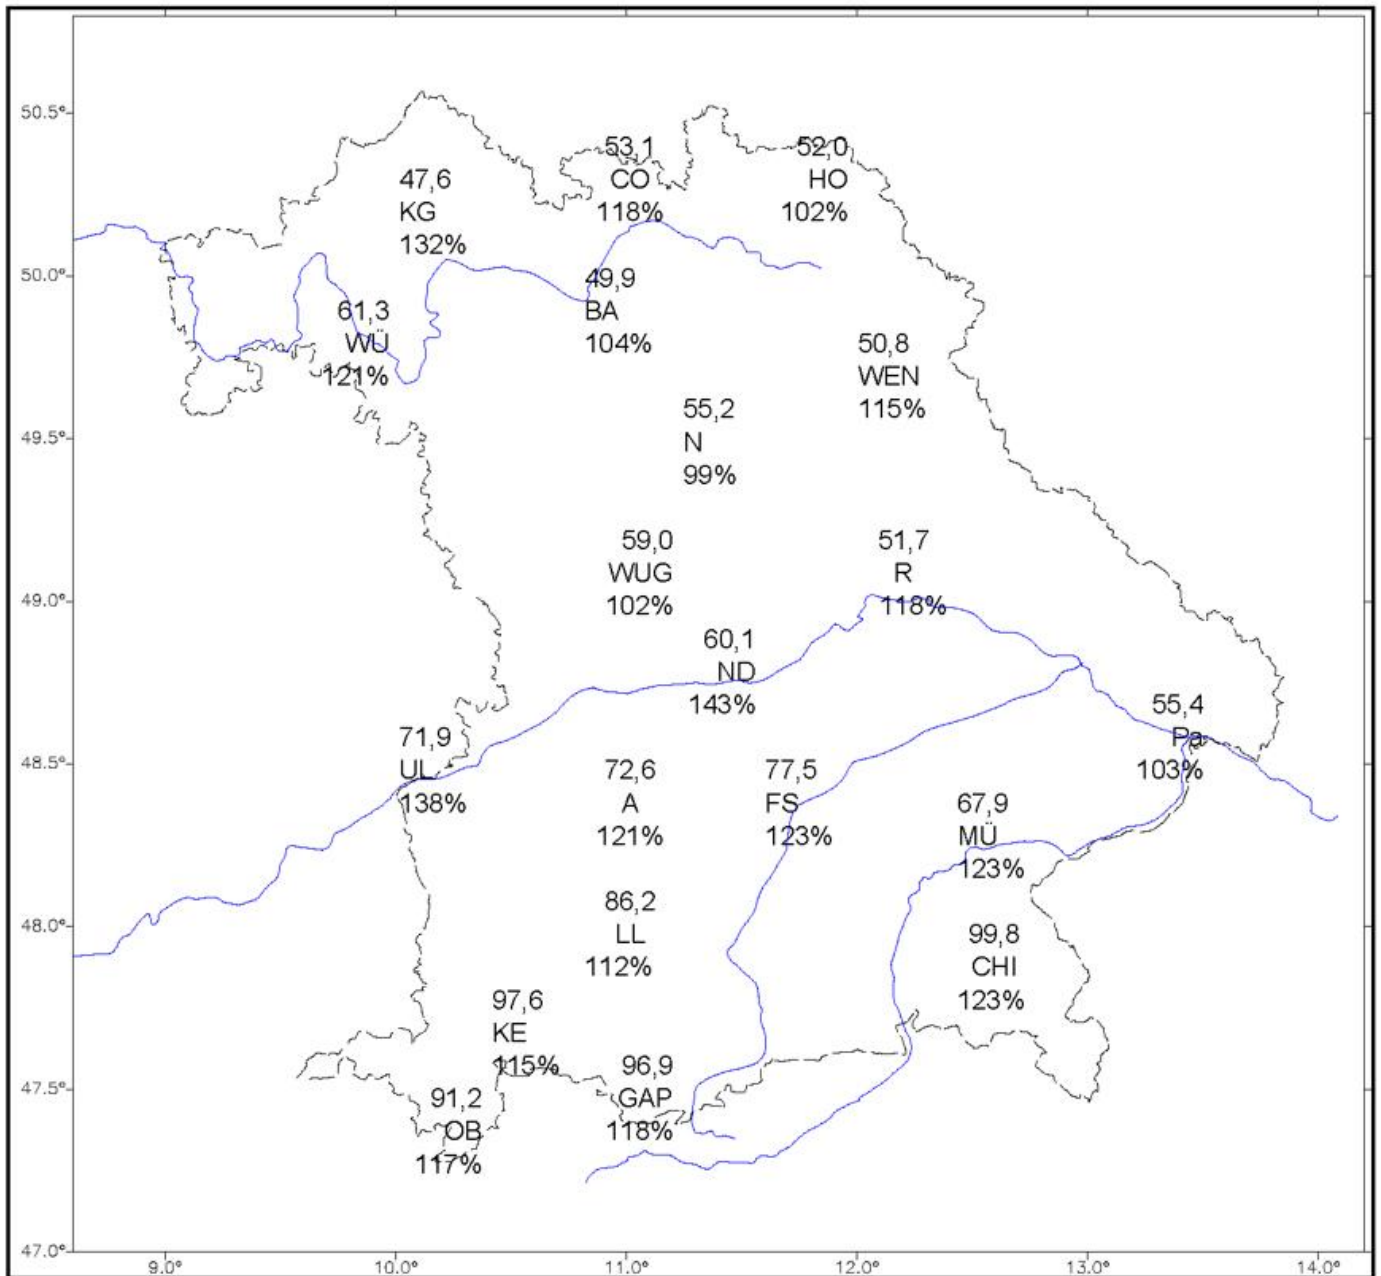 50.5°
53,1
CO
118%
52,0
HO
102%
47,6
KG
132%
50.0°
49,9
BA
104%
61,3
WÜ
121%
50,8
WEN
115%
55,2
N
99%
49.5°
59,0
WUG
102%
51,7
R
118%
49.0°
60,1
ND
143%
55,4
Pa
103%
71,9
UL
138%
72,6
A
121%
77,5
FS
123%
48.5°
67,9
MÜ
123%
86,2
LL
112%
48.0°
99,8
CHI
123%
97,6
KE
115%
96,9
GAP
118%
47.5°
91,2
OB
117%
47.0°
9.0° 10.0° 11.0° 12.0° 13.0° 14.0°